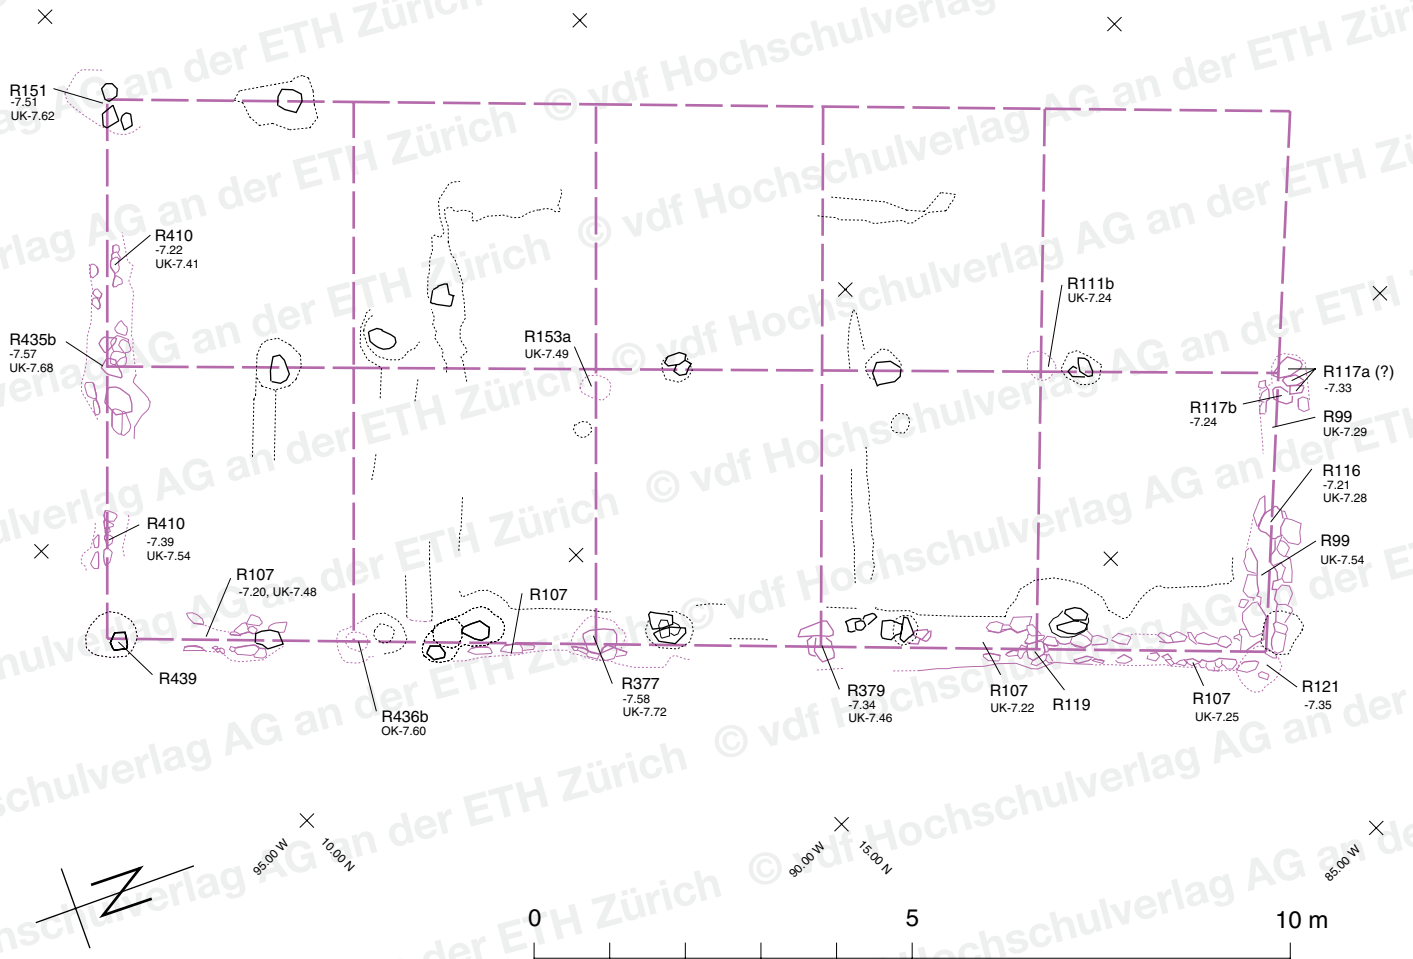 R151
-7.51
UK-7.62
R410
-7.22
UK-7.41
R435b
-7.57
UK-7.68
R153a
UK-7.49
R111b
UK-7.24
R117a (?)
-7.33
R117b
-7.24
R99
UK-7.29
R116
-7.21
UK-7.28
R99
UK-7.54
R410
-7.39
UK-7.54
R107
-7.20, UK-7.48
R107
R439
R436b
OK-7.60
R377
-7.58
UK-7.72
R379
-7.34
UK-7.46
R107
UK-7.22
R119
R107
UK-7.25
R121
-7.35
95.00 W
10.00 N
90.00 W
15.00 N
85.00 W
N
0
5
10 m
© vdf Hochschulverlag AG an der ETH Zürich